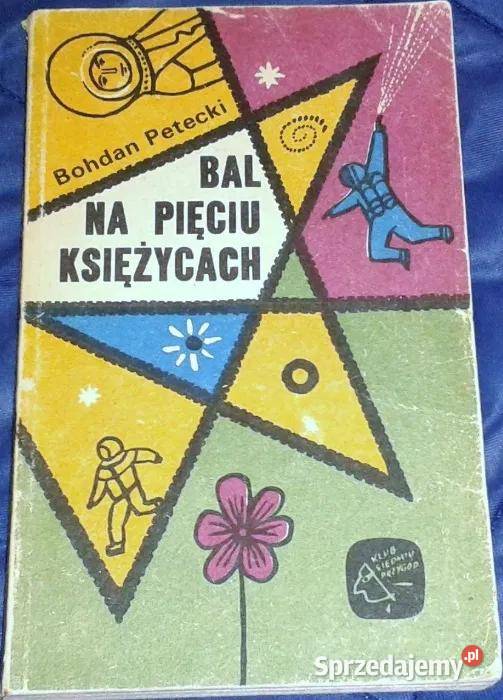 Bohdan Petecki
BAL
NA PIĘCIU
KSIĘŻYCACH
KLUB
SIEDMIU
PRZYGÓD
Sprzedajemy.pl